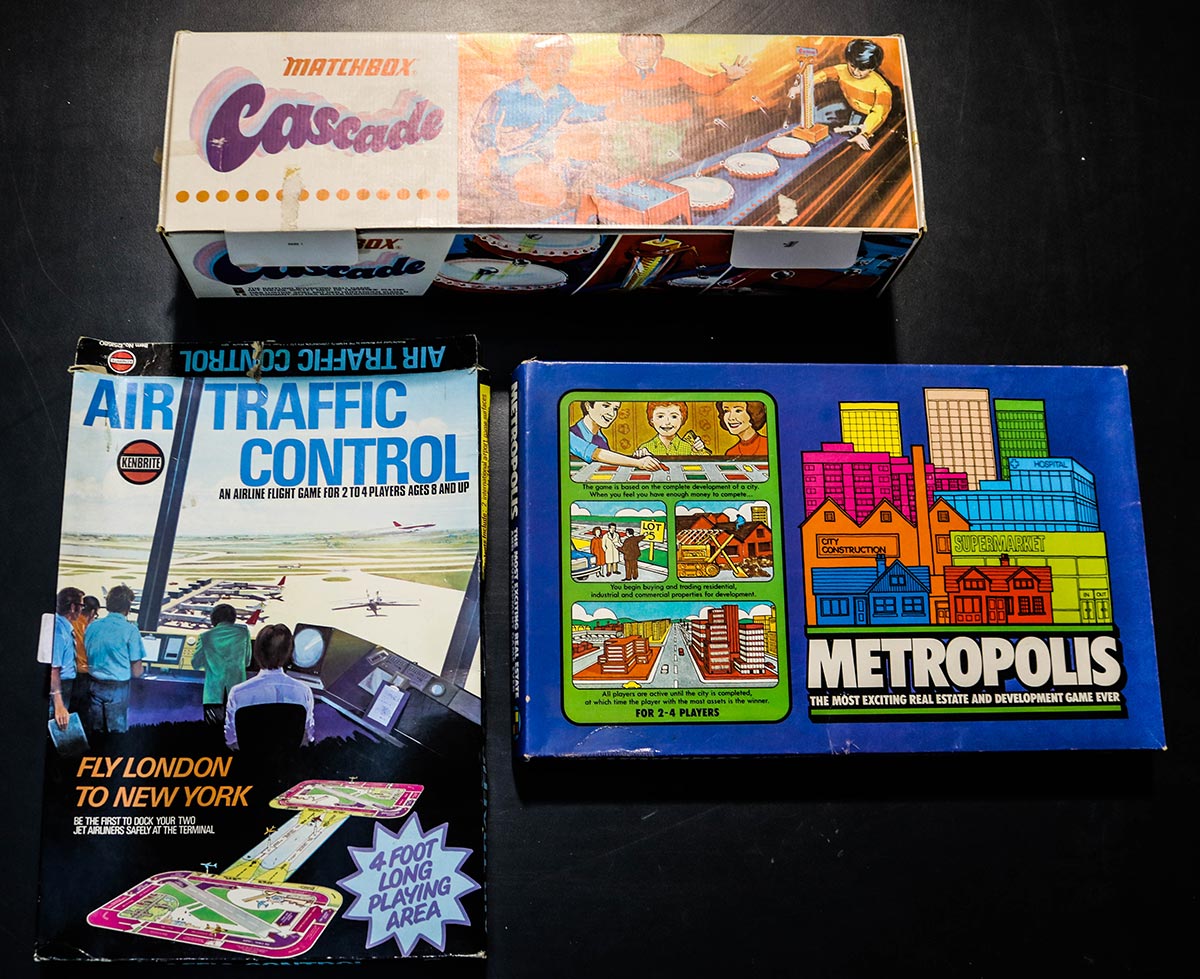 MATCHBOX
Cascade
BOX
Cascade
AIR TRAFFIC CONTROL
AIR TRAFFIC
CONTROL
KENBRITE
AN AIRLINE FLIGHT GAME FOR 2 TO 4 PLAYERS AGES 8 AND UP
FLY LONDON
TO NEW YORK
BE THE FIRST TO DOCK YOUR TWO
JET AIRLINERS SAFELY AT THE TERMINAL
4 FOOT
LONG
PLAYING
AREA
METROPOLIS THE MOST EXCITING REAL ESTATE
The game is based on the complete development of a city.
When you feel you have enough money to compete...
LOT
You begin buying and trading residential,
industrial and commercial properties for development.
All players are active until the city is completed,
at which time the player with the most assets is the winner.
FOR 2-4 PLAYERS
HOSPITAL
CITY
CONSTRUCTION
SUPERMARKET
IN OUT
METROPOLIS
THE MOST EXCITING REAL ESTATE AND DEVELOPMENT GAME EVER